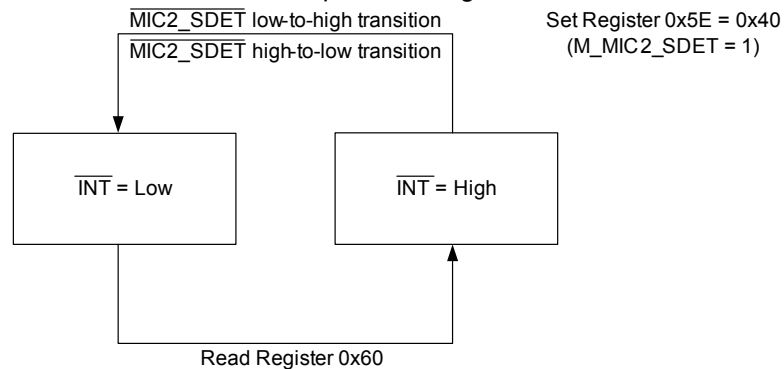 MIC2_SDET low-to-high transition
MIC2_SDET high-to-low transition
Set Register 0x5E = 0x40
(M_MIC2_SDET = 1)
INT = Low
INT = High
Read Register 0x60